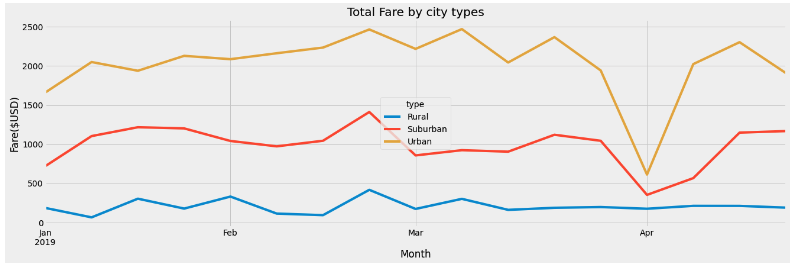 Total Fare by city types
Fare($USD)
2500
2000
1500
1000
500
0
type
Rural
Suburban
Urban
Jan
2019
Feb
Mar
Apr
Month